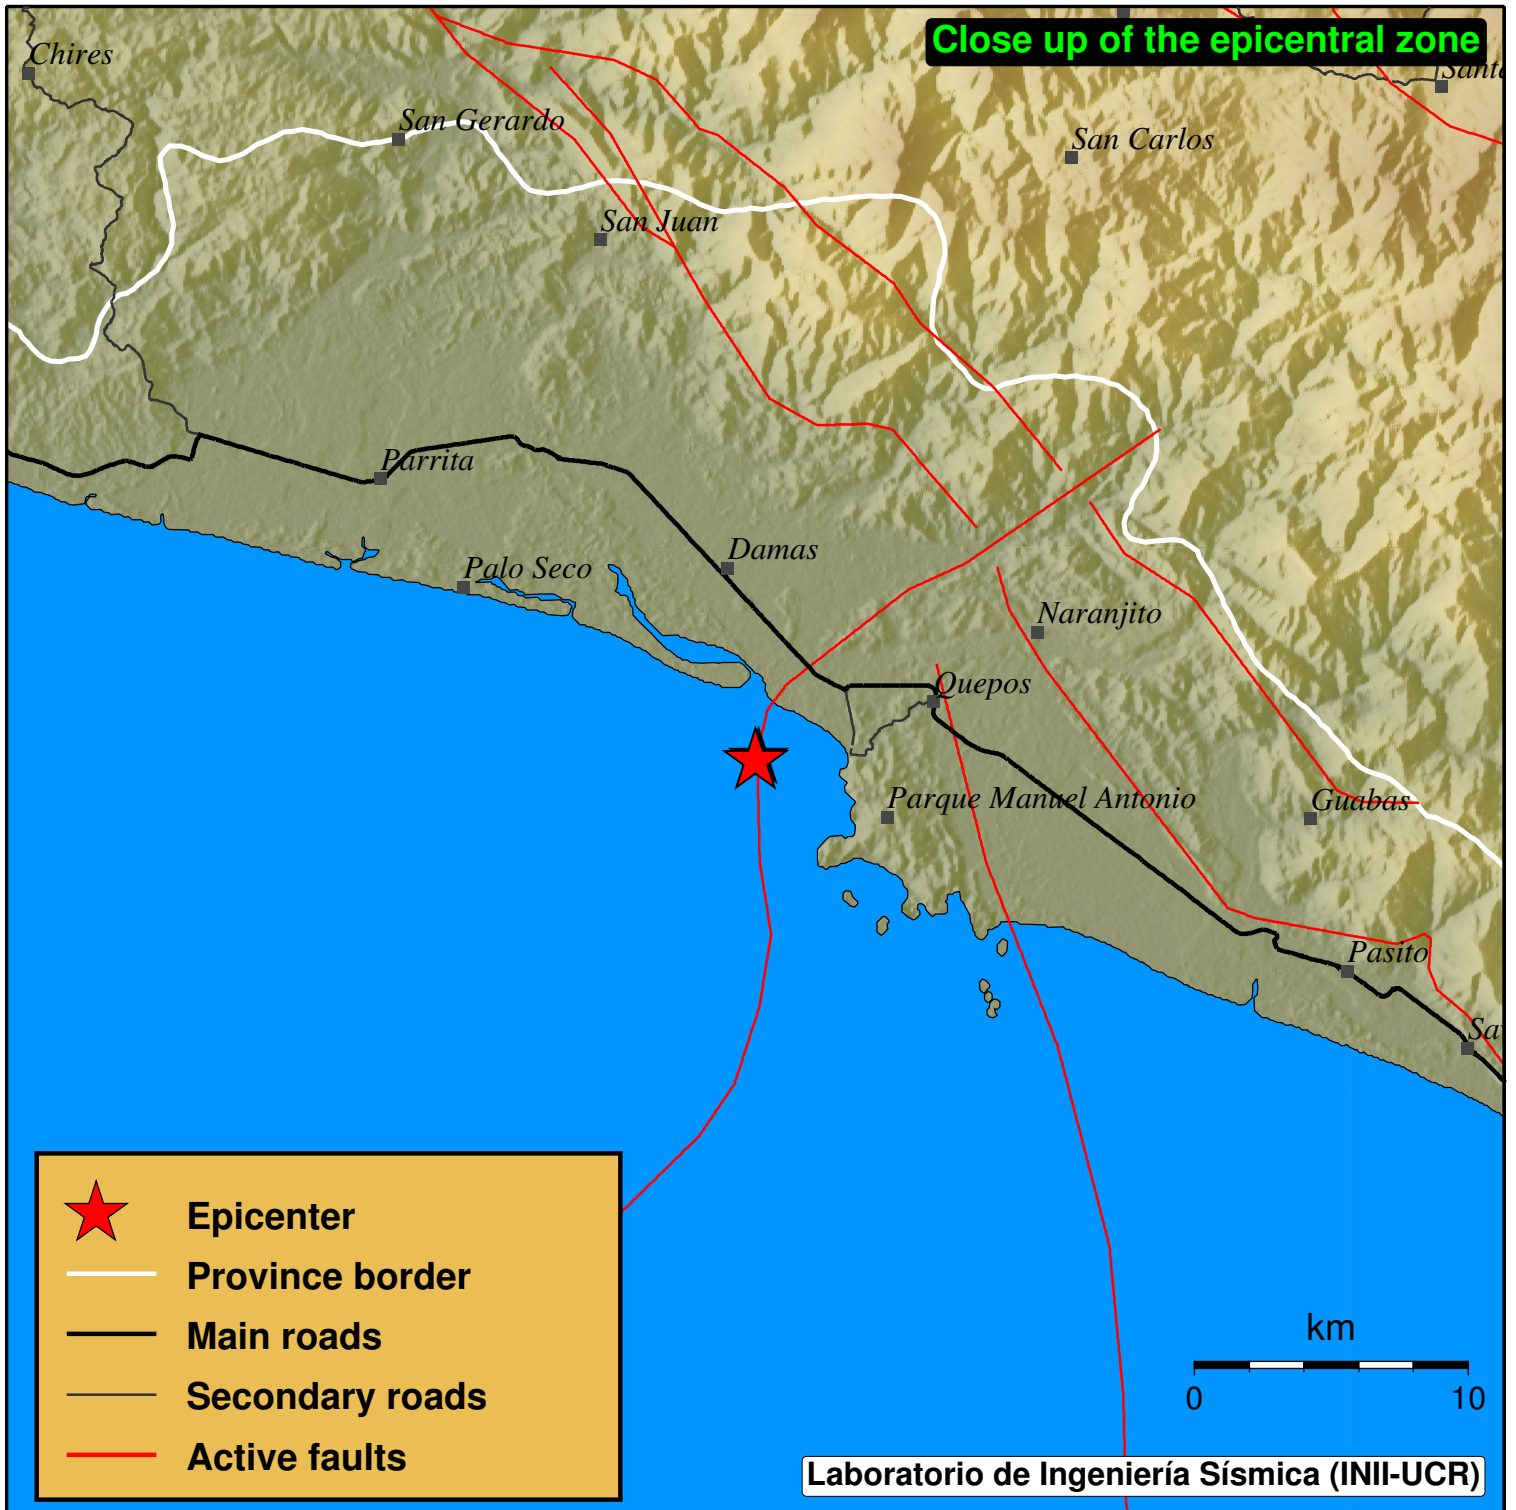 Close up of the epicentral zone
Chires
San Gerardo
San Carlos
San Juan
Parrita
Damas
Palo Seco
Naranjito
Quepos
Parque Manuel Antonio
Guabas
Pasito
Epicenter
Province border
Main roads
Secondary roads
Active faults
km
0 10
Laboratorio de Ingeniería Sísmica (INII-UCR)